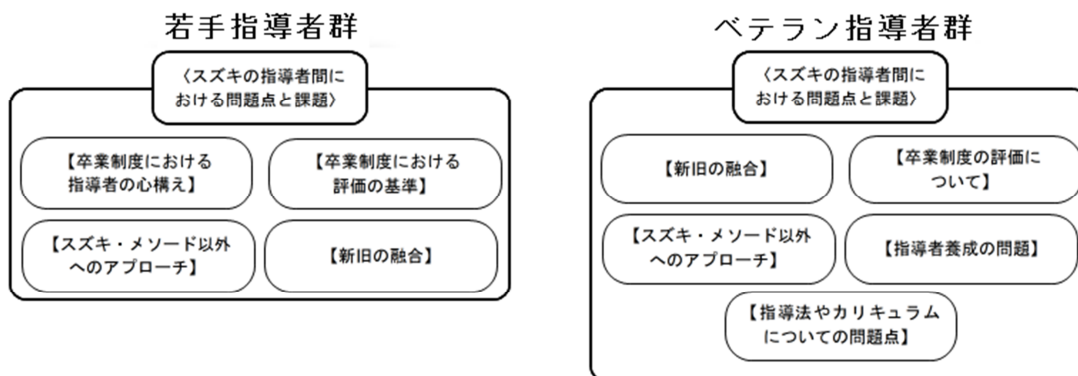 若手指導者群
〈スズキの指導者間に
おける問題点と課題〉
【卒業制度における
指導者の心構え】
【卒業制度における
評価の基準】
【スズキ・メソード以外
へのアプローチ】
【新旧の融合】
ベテラン指導者群
〈スズキの指導者間に
おける問題点と課題〉
【新旧の融合】
【卒業制度の評価に
ついて】
【スズキ・メソード以外
へのアプローチ】
【指導者養成の問題】
【指導法やカリキュラム
についての問題点】